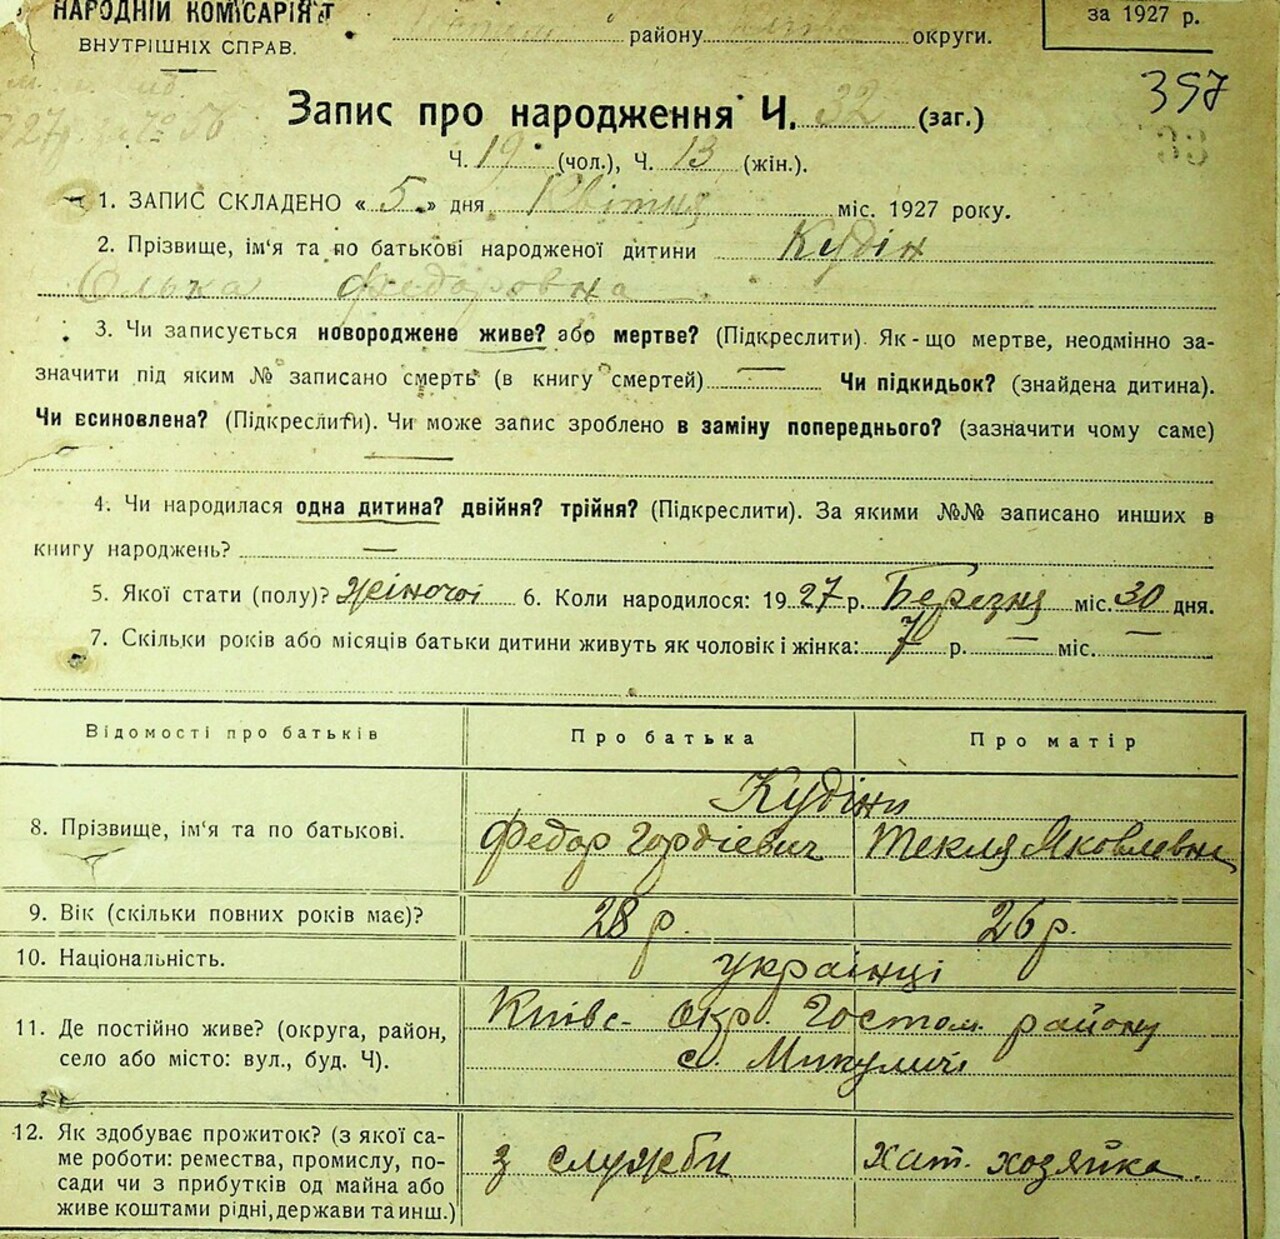 НАРОДНІЙ КОМІСАРІЯТ
ВНУТРІШНІХ СПРАВ.
району округи.
за 1927 р.
357
Запис про народження Ч. 32 (заг.)
Ч. 19 (чол.), Ч. 13 (жін.).
1. ЗАПИС СКЛАДЕНО « 5 » дня Квітня міс. 1927 року.
2. Прізвище, ім'я та по батькові народженої дитини Кудін
Олька Федоровна
3. Чи записується новороджене живе? або мертве? (Підкреслити). Як-що мертве, неодмінно за-
значити під яким № записано смерть (в книгу смертей) — Чи підкидьок? (знайдена дитина).
Чи всиновлена? (Підкреслити). Чи може запис зроблено в заміну попереднього? (зазначити чому саме)
—
4. Чи народилася одна дитина? двійня? трійня? (Підкреслити). За якими №№ записано инших в
книгу народжень? —
5. Якої стати (полу)? жіночої 6. Коли народилося: 1927 р. Березня міс. 30 дня.
7. Скільки років або місяців батьки дитини живуть як чоловік і жінка: 7 р. — міс. —
Відомості про батьків Про батька Про матір
Кудіни
8. Прізвище, ім'я та по батькові. Федор Гордіевич Текля Яковлевна
9. Вік (скільки повних років має)? 28 р. 26 р.
10. Національність. українці
11. Де постійно живе? (округа, район, Київс- окр. Гостом. району
село або місто: вул., буд. Ч). с. Микуличі
12. Як здобуває прожиток? (з якої са-
ме роботи: ремества, промислу, по- з служби хат. хозяйка
сади чи з прибутків од майна або
живе коштами рідні, держави та инш.)